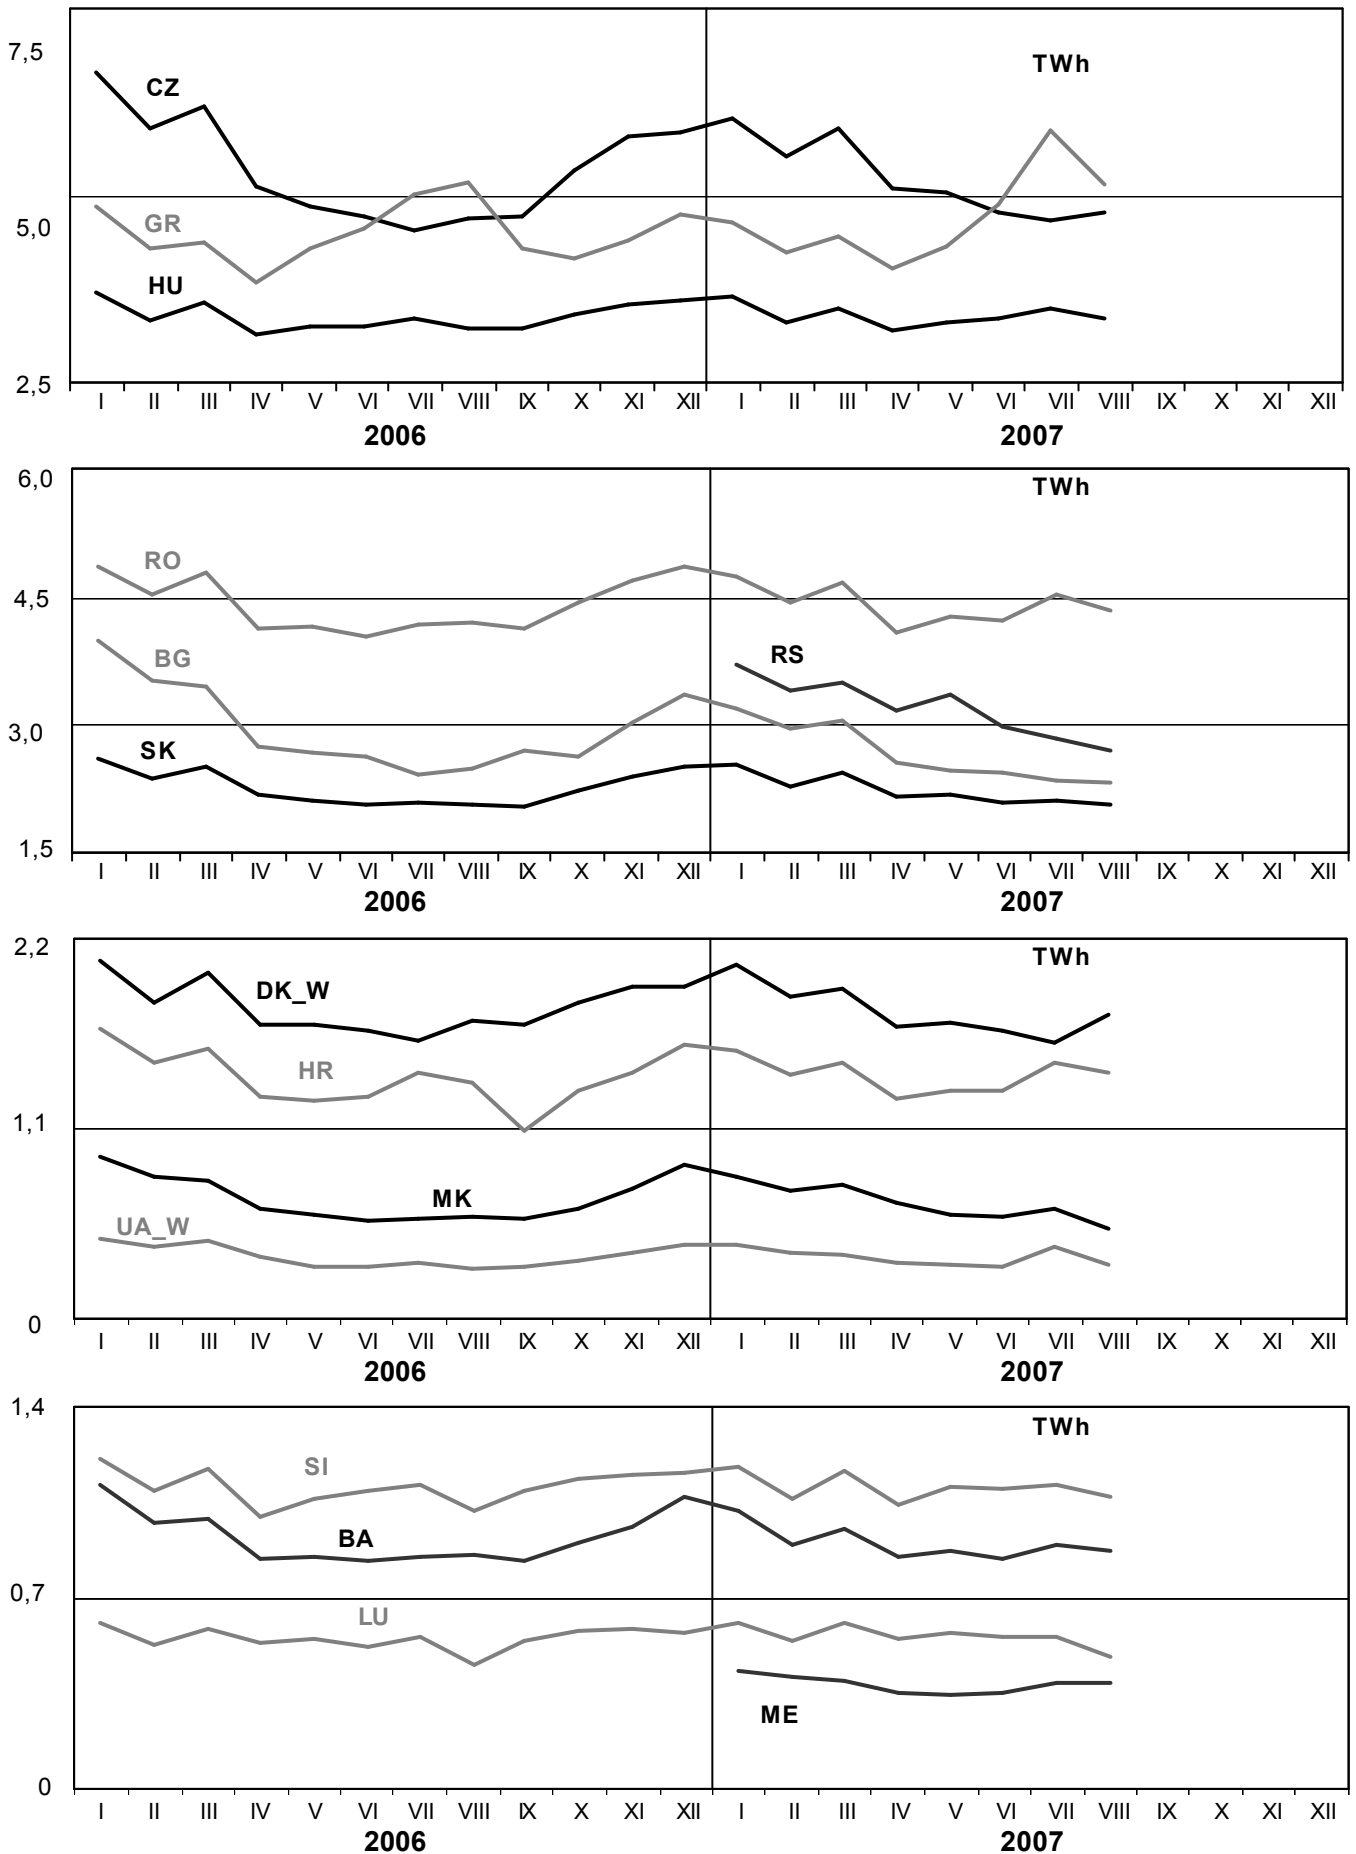 7,5
TWh
CZ
GR
5,0
HU
2,5
I II III IV V VI VII VIII IX X XI XII I II III IV V VI VII VIII IX X XI XII
2006 2007
6,0
TWh
RO
4,5
BG
RS
3,0
SK
1,5
I II III IV V VI VII VIII IX X XI XII I II III IV V VI VII VIII IX X XI XII
2006 2007
2,2
TWh
DK_W
HR
1,1
MK
UA_W
0
I II III IV V VI VII VIII IX X XI XII I II III IV V VI VII VIII IX X XI XII
2006 2007
1,4
TWh
SI
BA
0,7
LU
ME
0
I II III IV V VI VII VIII IX X XI XII I II III IV V VI VII VIII IX X XI XII
2006 2007